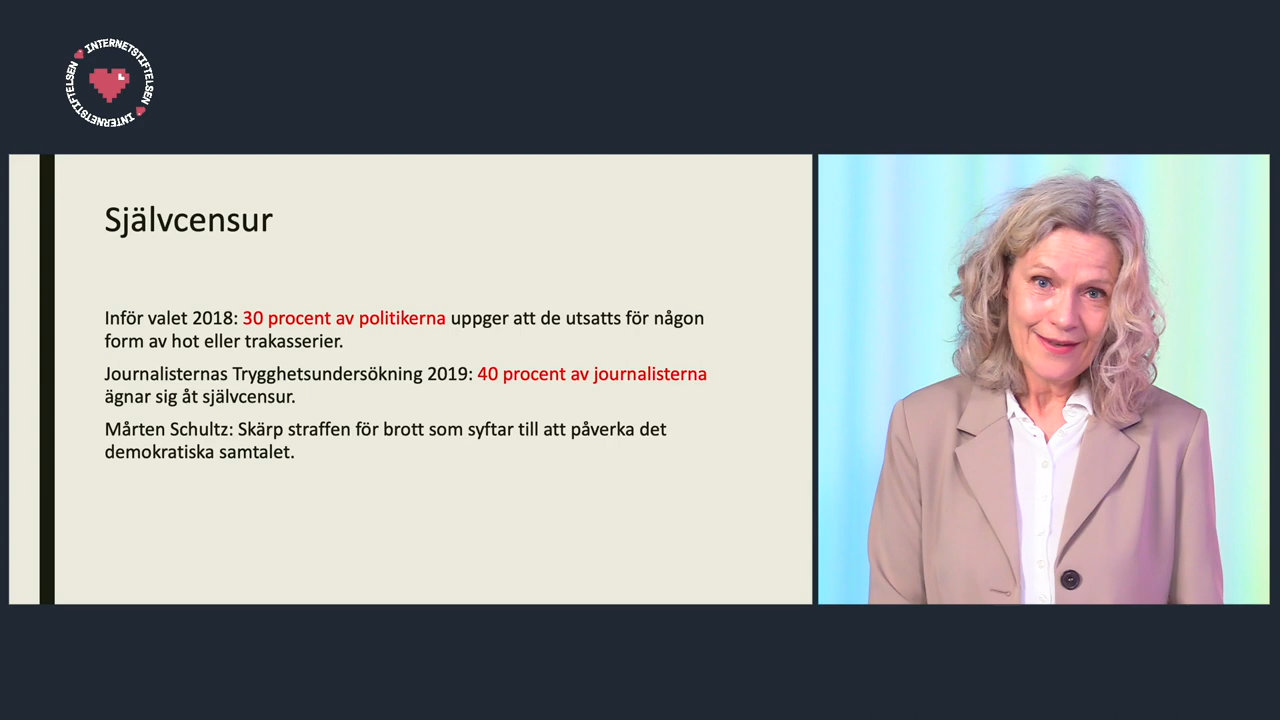 INTERNETSTIFTELSEN
INTERNETSTIFTELSEN
Självcensur
Inför valet 2018: 30 procent av politikerna uppger att de utsatts för någon
form av hot eller trakasserier.
Journalisternas Trygghetsundersökning 2019: 40 procent av journalisterna
ägnar sig åt självcensur.
Mårten Schultz: Skärp straffen för brott som syftar till att påverka det
demokratiska samtalet.